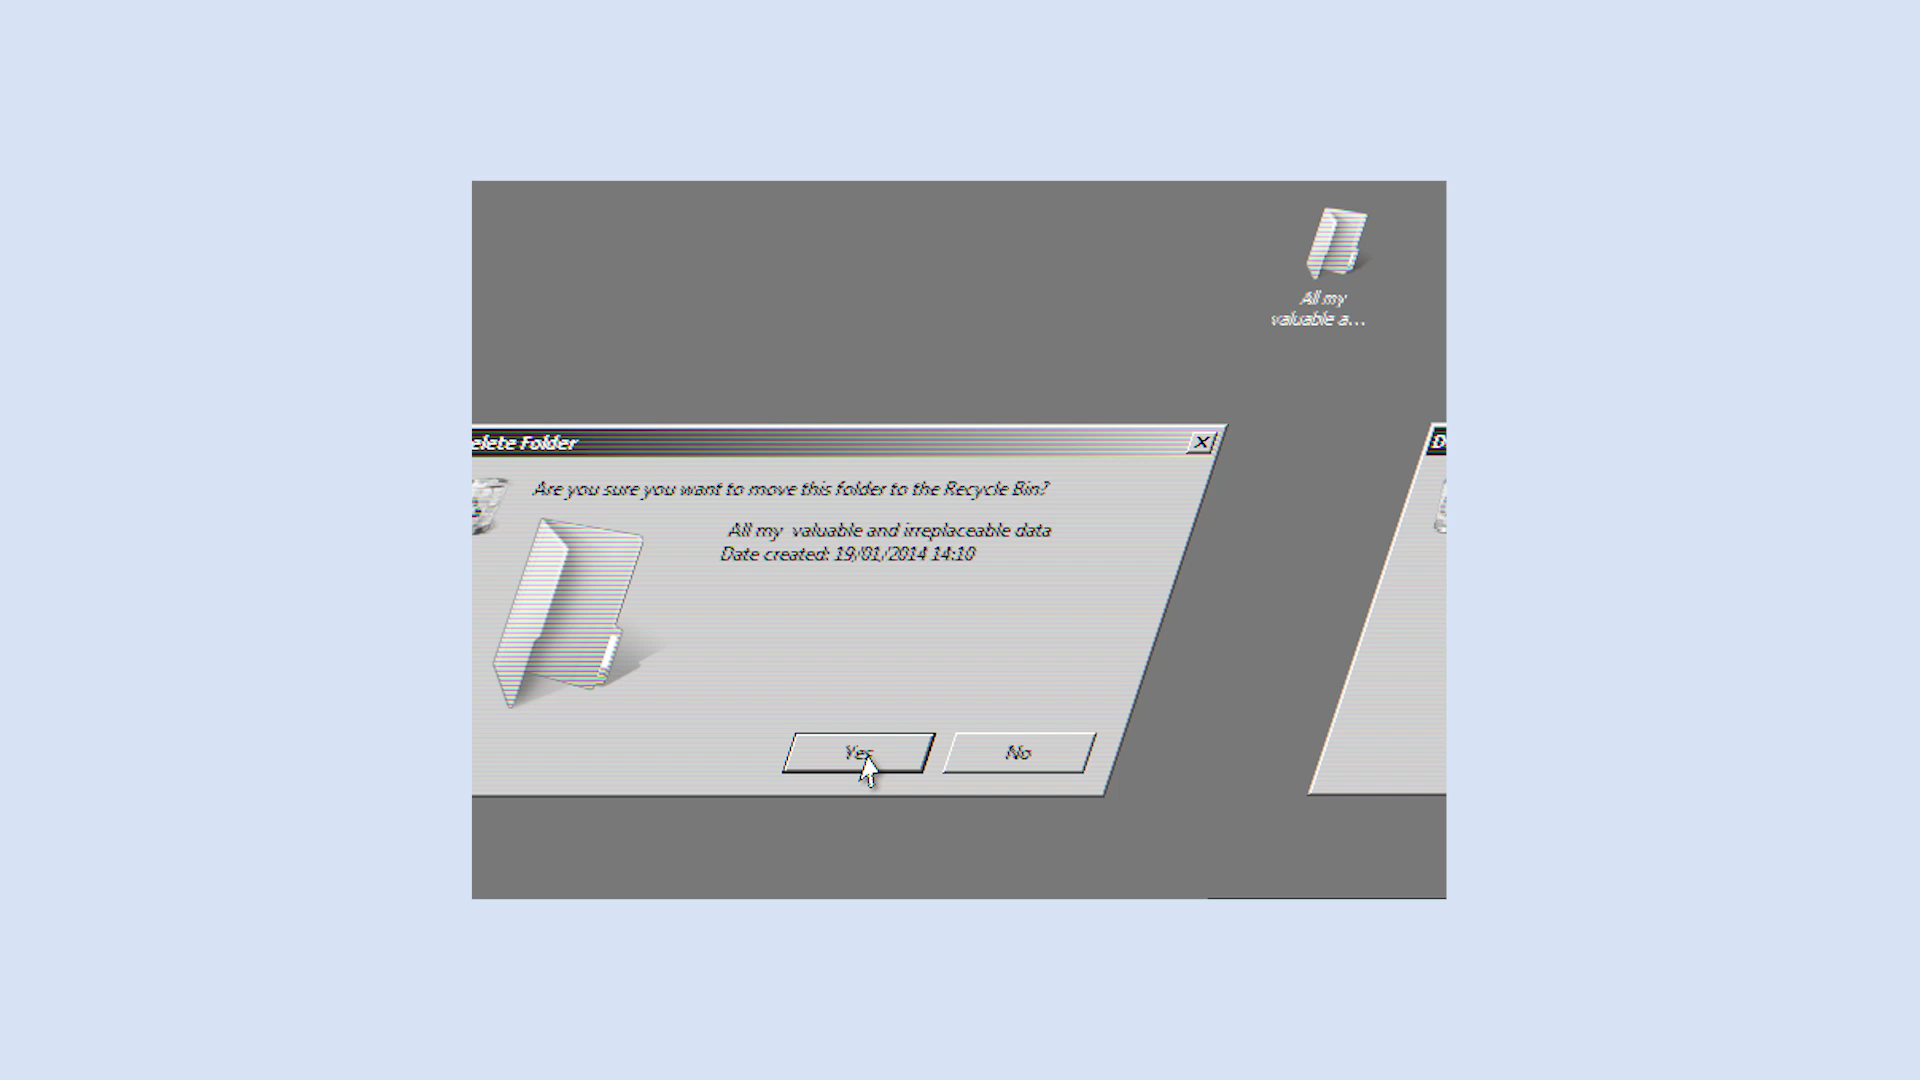 All my
valuable a...
elete Folder
Are you sure you want to move this folder to the Recycle Bin?
All my  valuable and irreplaceable data
Date created: 19/01/2014 14:10
Yes
No